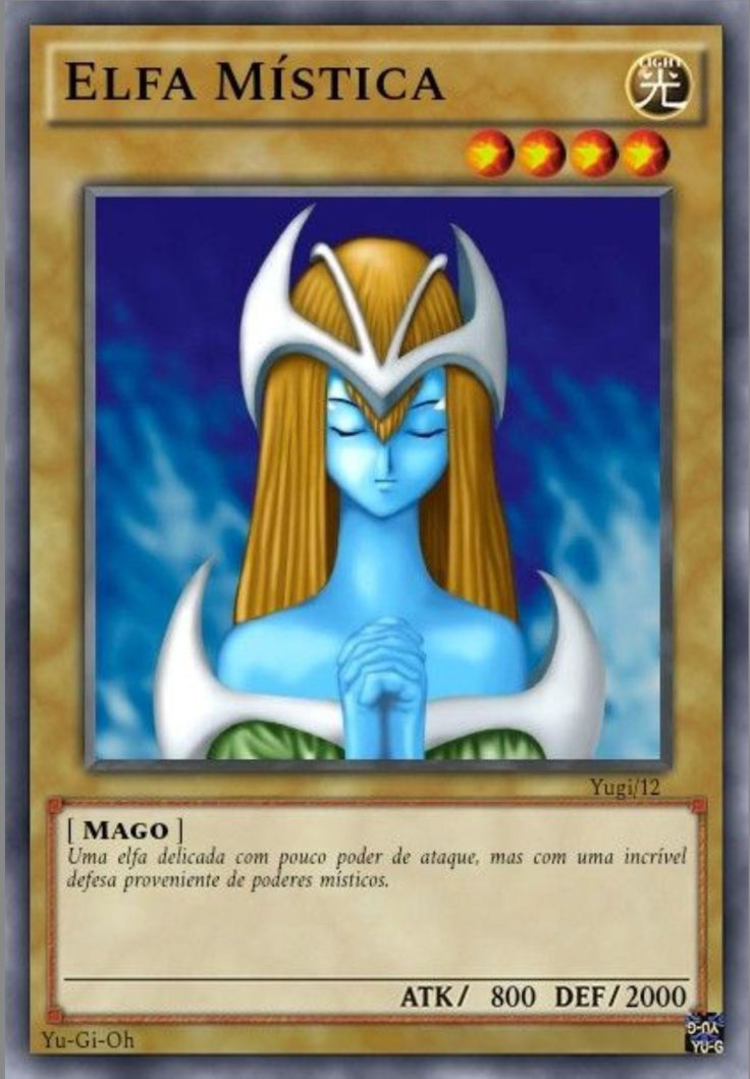 Elfa Mística
LIGHT
光
Yugi/12
[ Mago ]
Uma elfa delicada com pouco poder de ataque, mas com uma incrível
defesa proveniente de poderes místicos.
ATK/ 800 DEF/2000
Yu-Gi-Oh